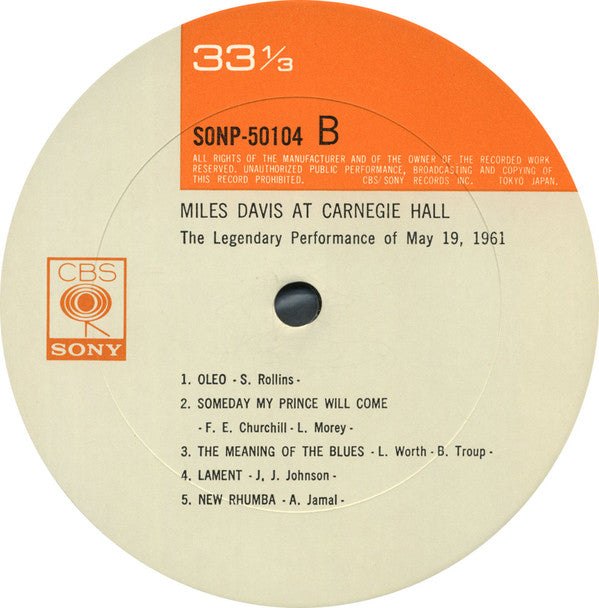 33 1/3
SONP-50104 B
ALL RIGHTS OF THE MANUFACTURER AND OF THE OWNER OF THE RECORDED WORK
RESERVED. UNAUTHORIZED PUBLIC PERFORMANCE, BROADCASTING AND COPYING OF
THIS RECORD PROHIBITED. CBS/SONY RECORDS INC. TOKYO JAPAN.
MILES DAVIS AT CARNEGIE HALL
The Legendary Performance of May 19, 1961
CBS
SONY
1. OLEO - S. Rollins -
2. SOMEDAY MY PRINCE WILL COME
- F. E. Churchill - L. Morey -
3. THE MEANING OF THE BLUES - L. Worth - B. Troup -
4. LAMENT - J, J. Johnson -
5. NEW RHUMBA - A. Jamal -